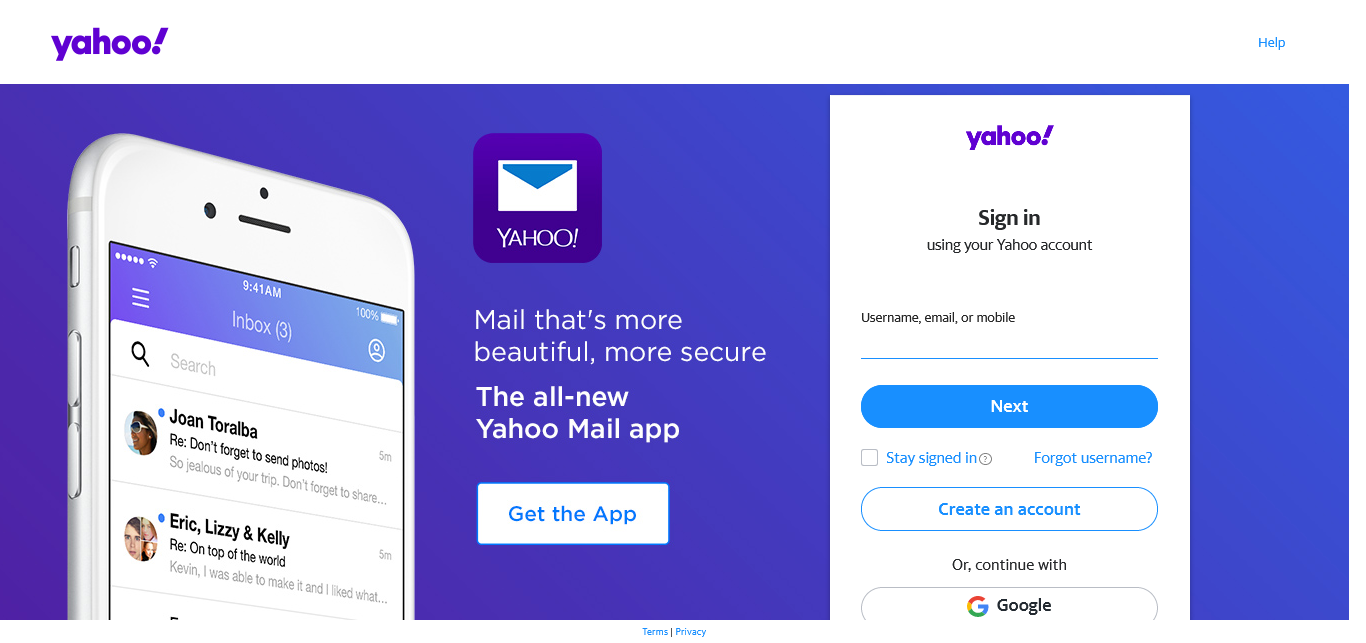 yahoo!
Help
9:41AM
100%
Inbox (3)
Search
Joan Toralba
Re: Don't forget to send photos!
5m
So jealous of your trip. Don't forget to share...
Eric, Lizzy & Kelly
Re: On top of the world
5m
Kevin, I was able to make it and I liked what...
YAHOO!
Mail that's more
beautiful, more secure
The all-new
Yahoo Mail app
Get the App
yahoo!
Sign in
using your Yahoo account
Username, email, or mobile
Next
Stay signed in ? Forgot username?
Create an account
Or, continue with
G Google
Terms | Privacy